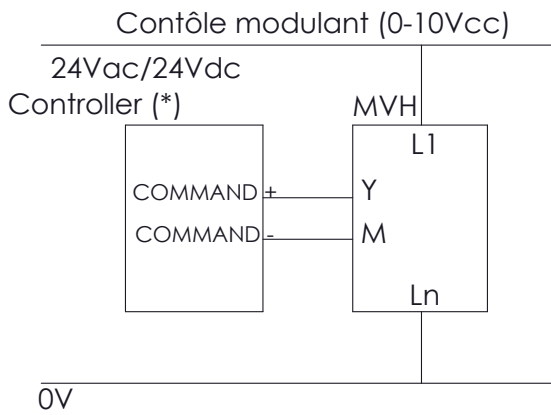 Contôle modulant (0-10Vcc)
24Vac/24Vdc
Controller (*)
MVH
L1
COMMAND +
Y
COMMAND -
M
Ln
0V